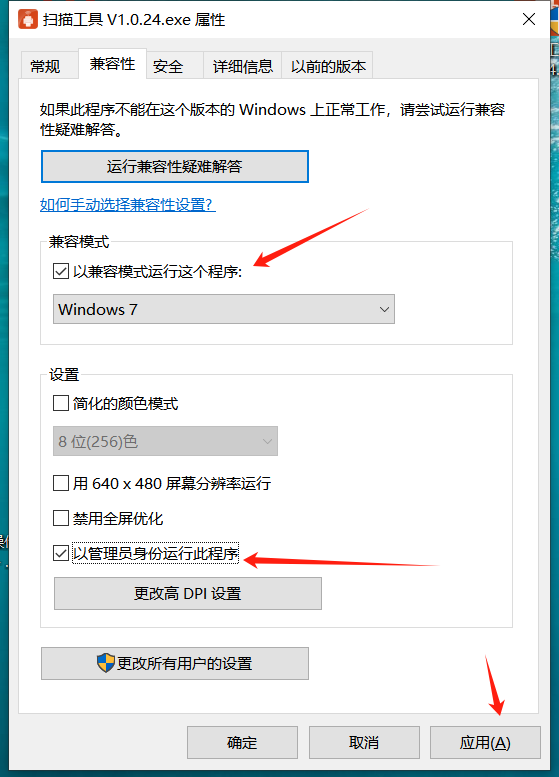 扫描工具 V1.0.24.exe 属性
常规 兼容性 安全 详细信息 以前的版本
如果此程序不能在这个版本的 Windows 上正常工作，请尝试运行兼容
性疑难解答。
运行兼容性疑难解答
如何手动选择兼容性设置?
兼容模式
以兼容模式运行这个程序:
Windows 7
设置
简化的颜色模式
8 位(256)色
用 640 x 480 屏幕分辨率运行
禁用全屏优化
以管理员身份运行此程序
更改高 DPI 设置
更改所有用户的设置
确定 取消 应用(A)